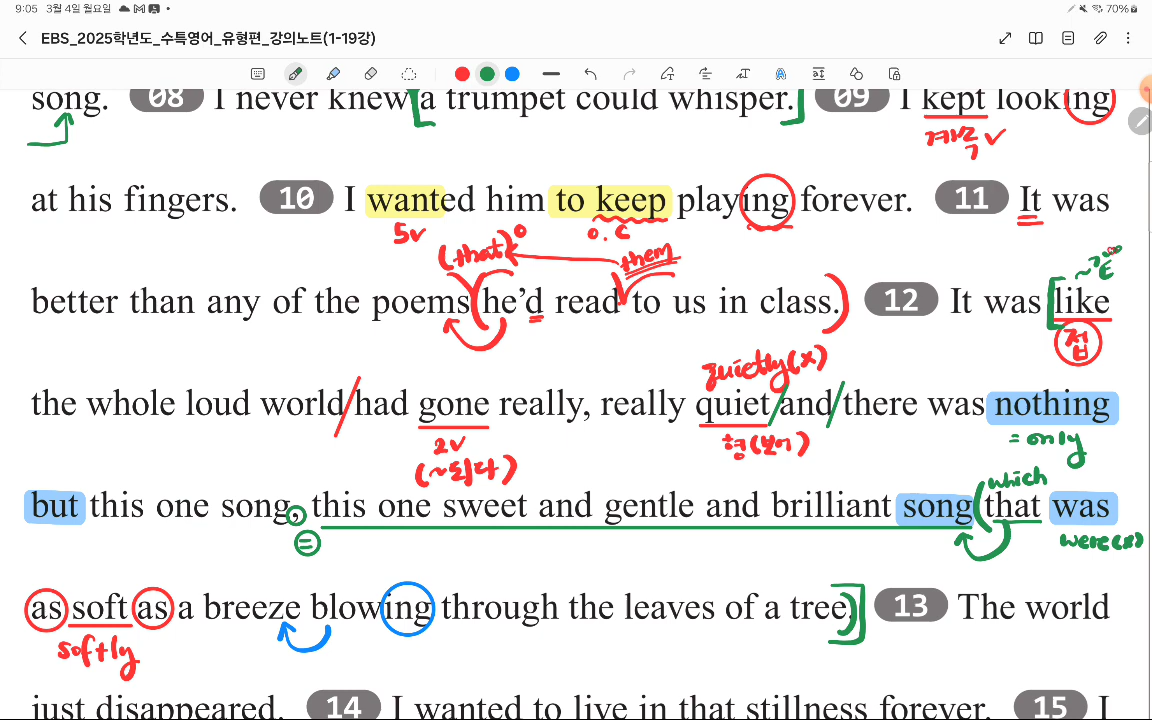 9:05 3월 4일 월요일 70%
EBS_2025학년도_수특영어_유형편_강의노트(1-19강)
song. 08 I never knew [a trumpet could whisper.] 09 I kept looking
계속 ✓
at his fingers. 10 I wanted him to keep playing forever. 11 It was
5v o.c
(that) o them ~처럼
better than any of the poems (he'd read ✓ to us in class.) 12 It was [like
접
quietly(x)
the whole loud world/had gone really, really quiet/and/there was nothing
2v 형(보어) = only
(~되다)
which
but this one song, this one sweet and gentle and brilliant song (that was
= were(x)
as soft as a breeze blowing through the leaves of a tree.)] 13 The world
softly
just disappeared. 14 I wanted to live in that stillness forever. 15 I